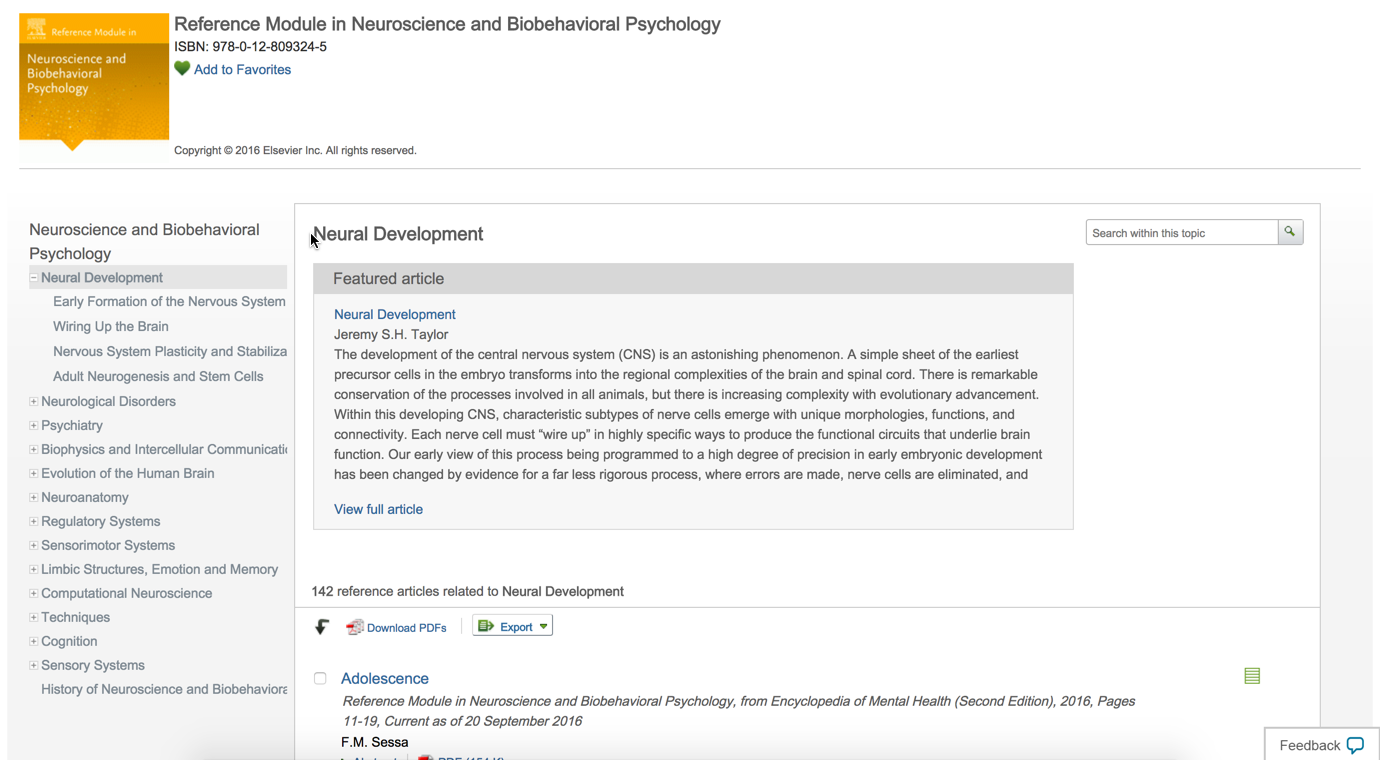 Reference Module in
Neuroscience and
Biobehavioral
Psychology
Reference Module in Neuroscience and Biobehavioral Psychology
ISBN: 978-0-12-809324-5
Add to Favorites
Copyright © 2016 Elsevier Inc. All rights reserved.
Neuroscience and Biobehavioral
Psychology
Neural Development
Early Formation of the Nervous System
Wiring Up the Brain
Nervous System Plasticity and Stabiliza
Adult Neurogenesis and Stem Cells
Neurological Disorders
Psychiatry
Biophysics and Intercellular Communicati
Evolution of the Human Brain
Neuroanatomy
Regulatory Systems
Sensorimotor Systems
Limbic Structures, Emotion and Memory
Computational Neuroscience
Techniques
Cognition
Sensory Systems
History of Neuroscience and Biobehaviora
Neural Development
Search within this topic
Featured article
Neural Development
Jeremy S.H. Taylor
The development of the central nervous system (CNS) is an astonishing phenomenon. A simple sheet of the earliest
precursor cells in the embryo transforms into the regional complexities of the brain and spinal cord. There is remarkable
conservation of the processes involved in all animals, but there is increasing complexity with evolutionary advancement.
Within this developing CNS, characteristic subtypes of nerve cells emerge with unique morphologies, functions, and
connectivity. Each nerve cell must “wire up” in highly specific ways to produce the functional circuits that underlie brain
function. Our early view of this process being programmed to a high degree of precision in early embryonic development
has been changed by evidence for a far less rigorous process, where errors are made, nerve cells are eliminated, and
View full article
142 reference articles related to Neural Development
Download PDFs
Export
Adolescence
Reference Module in Neuroscience and Biobehavioral Psychology, from Encyclopedia of Mental Health (Second Edition), 2016, Pages
11-19, Current as of 20 September 2016
F.M. Sessa
Feedback